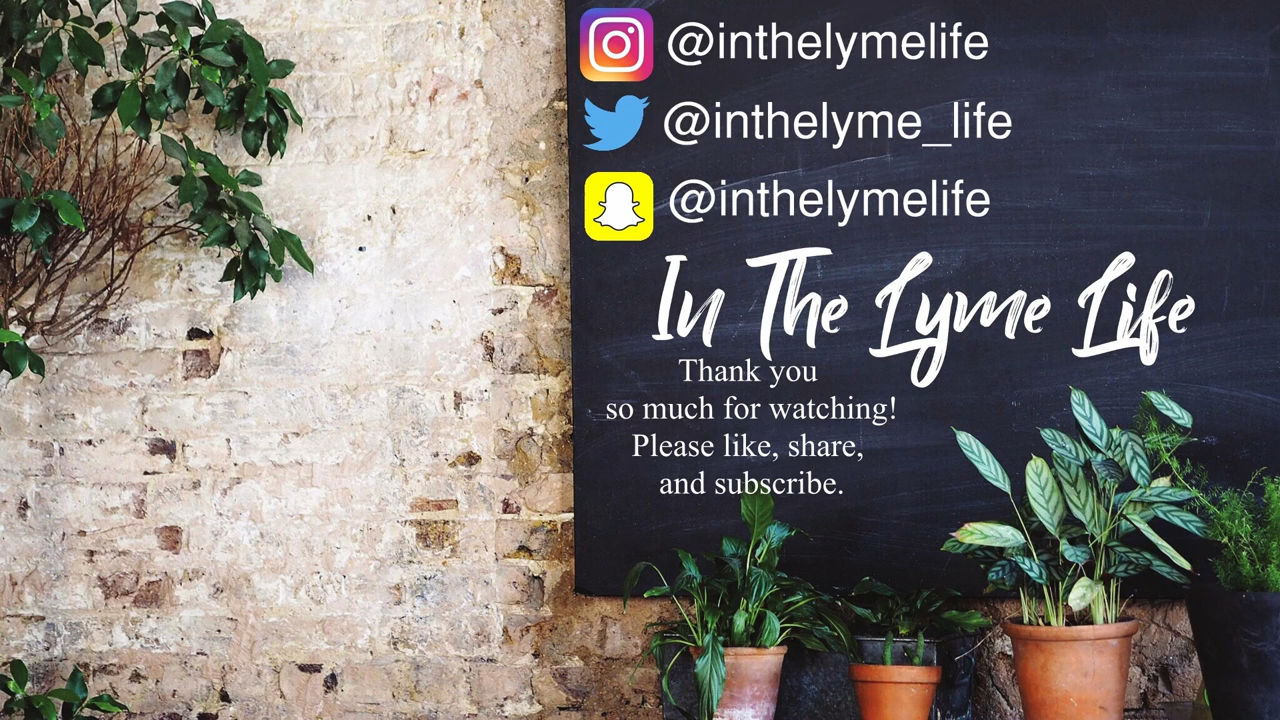 @inthelymelife
@inthelyme_life
@inthelymelife
In The Lyme Life
Thank you
so much for watching!
Please like, share,
and subscribe.